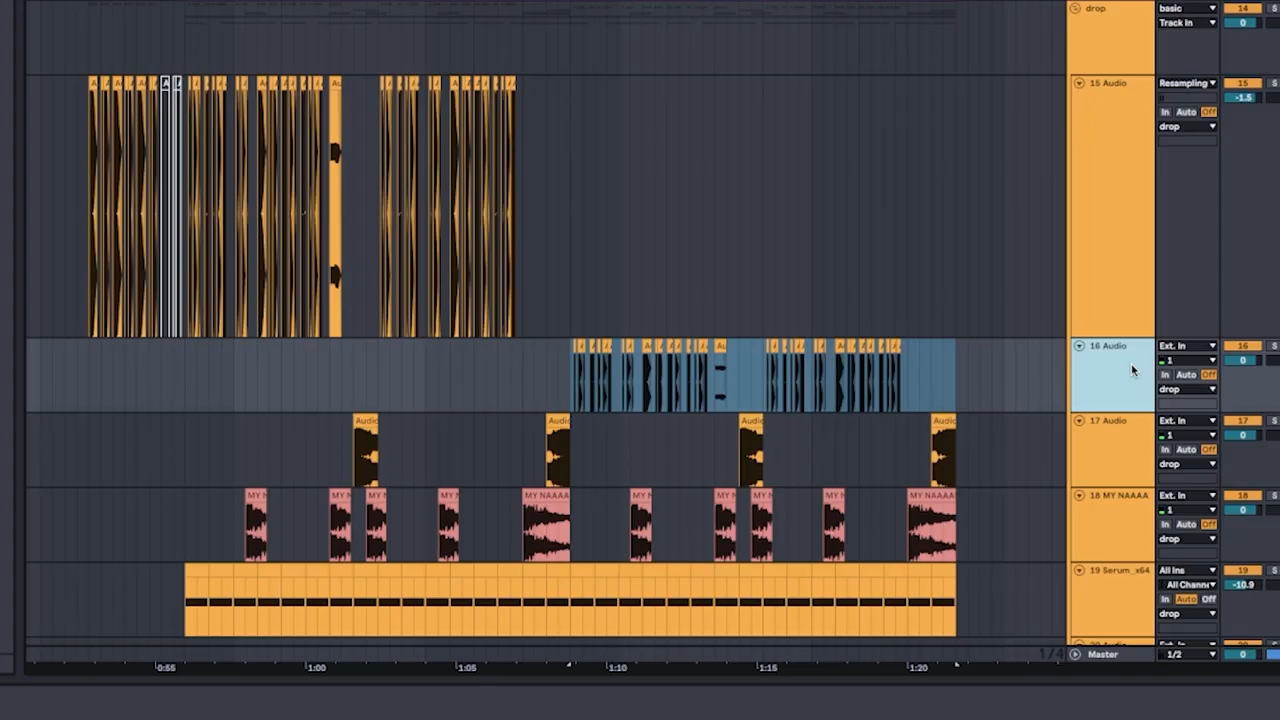 drop basic 14 S
Track In 0
15 Audio Resampling 15 S
-1.5
In Auto Off
drop
16 Audio Ext. In 16 S
1 0
In Auto Off
drop
Audio Audio Audio Audio
17 Audio Ext. In 17 S
1 0
In Auto Off
drop
MY N MY N MY N MY N MY NAAAA MY N MY N MY N MY N MY NAAAA
18 MY NAAAA Ext. In 18 S
1 0
In Auto Off
drop
19 Serum_x64 All Ins 19 S
All Chann -10.9
In Auto Off
drop
1/4 Master 1/2 0
0:55 1:00 1:05 1:10 1:15 1:20